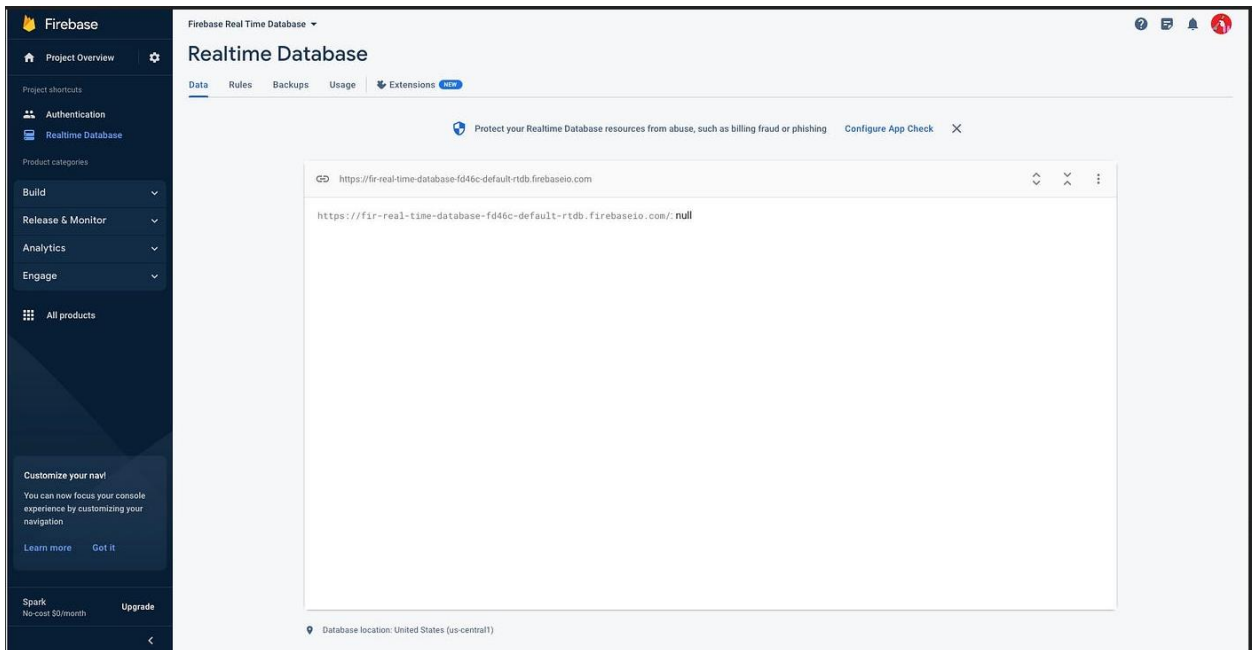 Firebase
Project Overview
Project shortcuts
Authentication
Realtime Database
Product categories
Build
Release & Monitor
Analytics
Engage
All products
Customize your nav!
You can now focus your console
experience by customizing your
navigation
Learn more Got it
Spark
No-cost $0/month
Upgrade
Firebase Real Time Database
Realtime Database
Data Rules Backups Usage Extensions NEW
Protect your Realtime Database resources from abuse, such as billing fraud or phishing Configure App Check
https://fir-real-time-database-fd46c-default-rtdb.firebaseio.com
https://fir-real-time-database-fd46c-default-rtdb.firebaseio.com/: null
Database location: United States (us-central1)